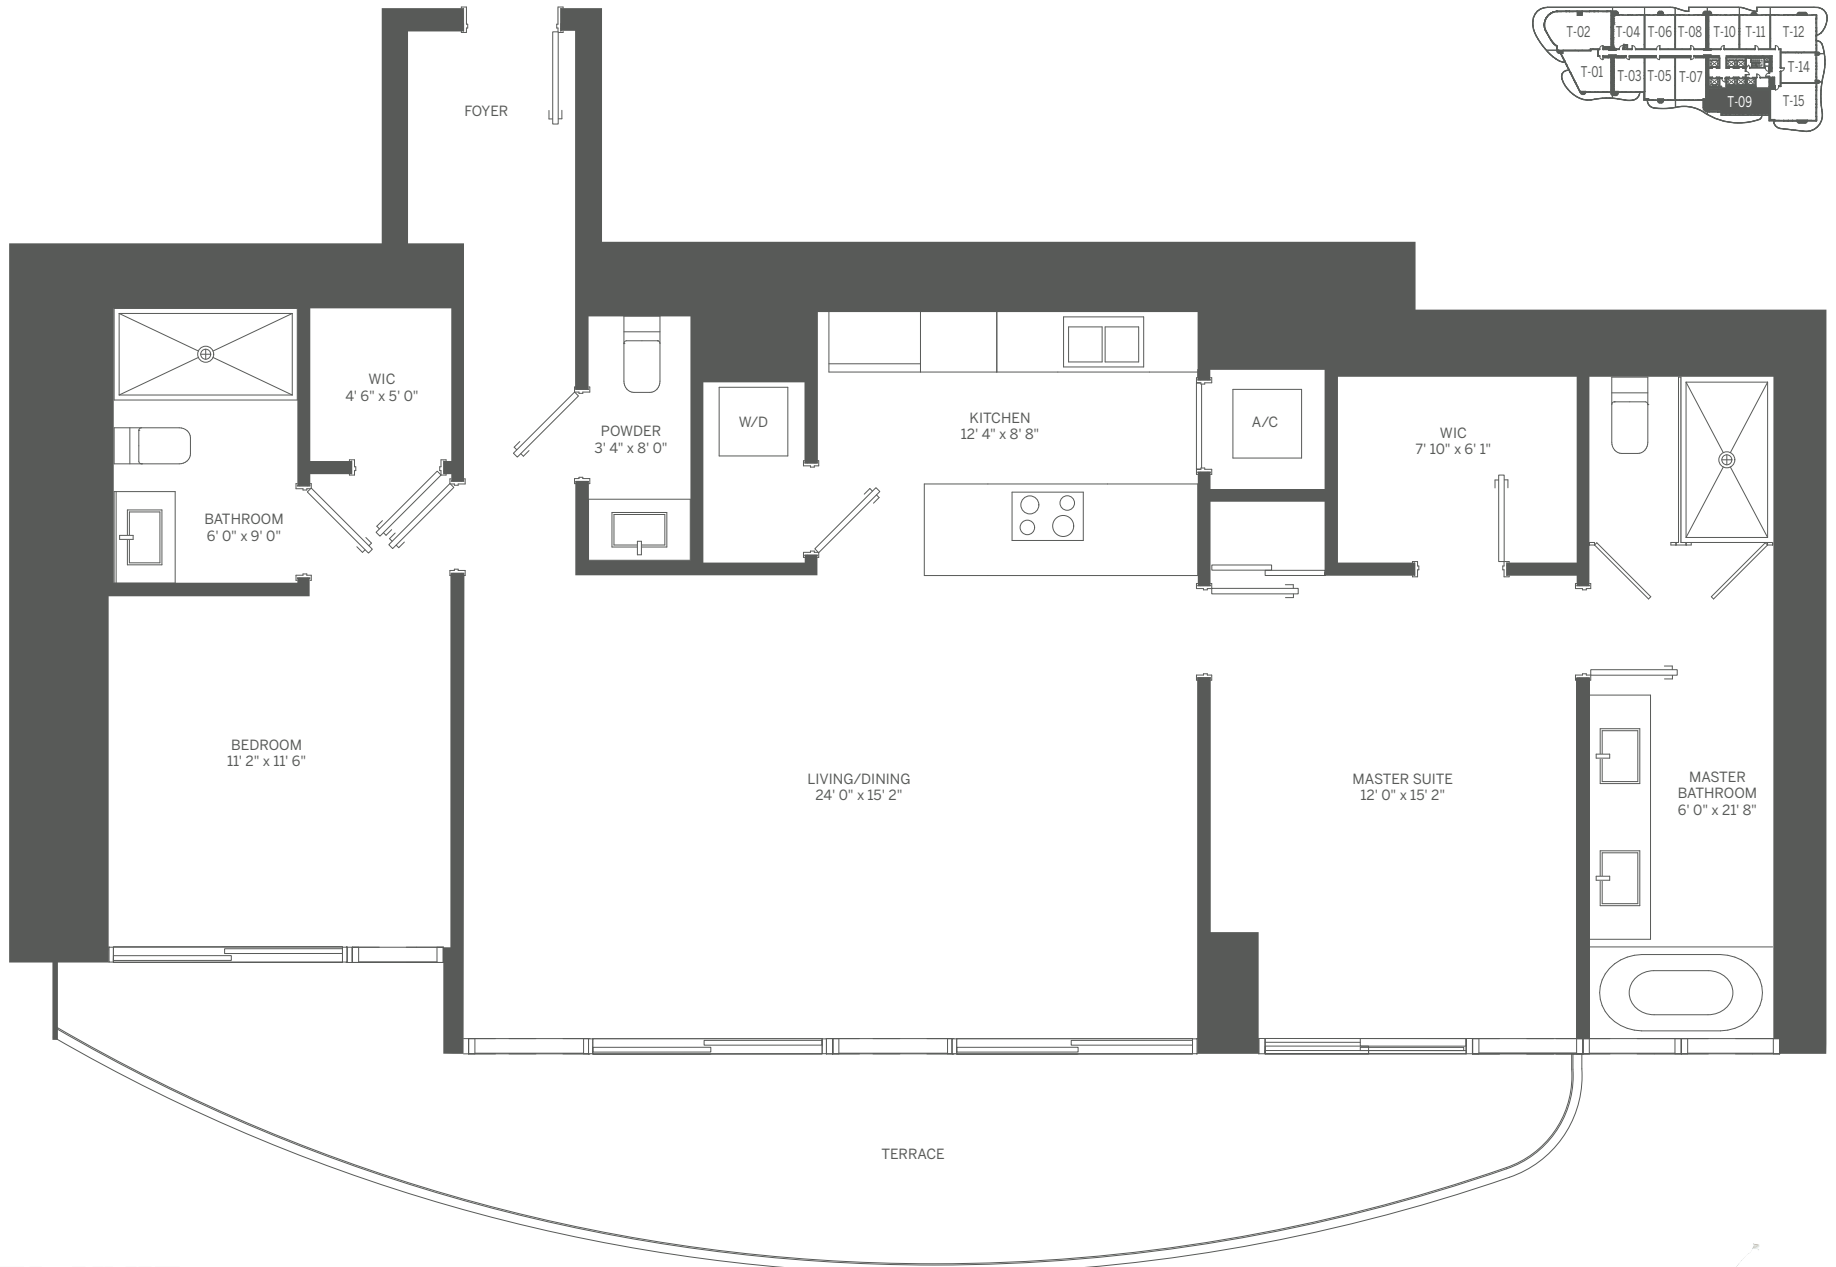 T-02
T-04
T-06
T-08
T-10
T-11
T-12
T-14
T-01
T-03
T-05
T-07
T-09
T-15
FOYER
WIC
4' 6" x 5' 0"
POWDER
3' 4" x 8' 0"
W/D
KITCHEN
12' 4" x 8' 8"
A/C
WIC
7' 10" x 6' 1"
BATHROOM
6' 0" x 9' 0"
BEDROOM
11' 2" x 11' 6"
LIVING/DINING
24' 0" x 15' 2"
MASTER SUITE
12' 0" x 15' 2"
MASTER
BATHROOM
6' 0" x 21' 8"
TERRACE